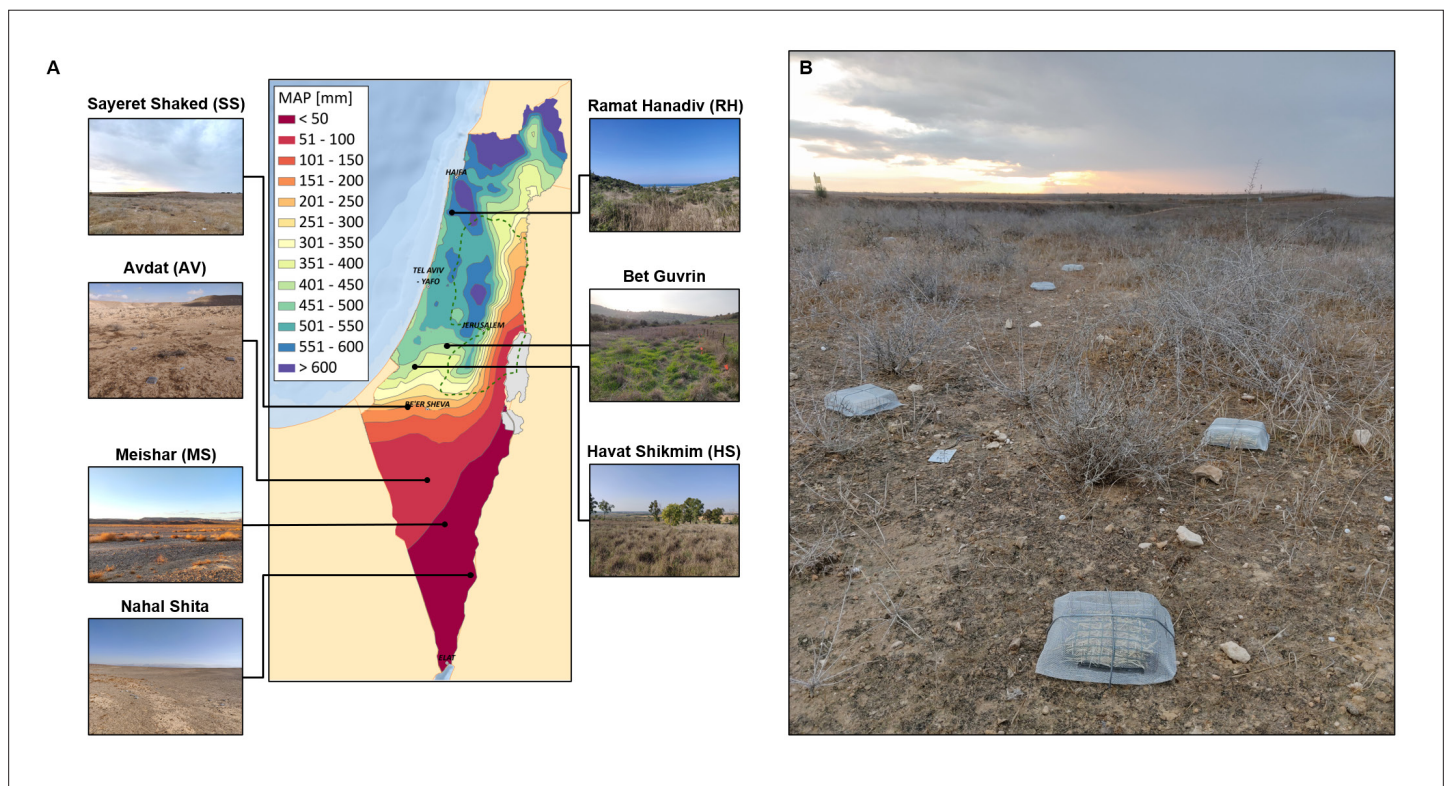 A
Sayeret Shaked (SS)
Avdat (AV)
Meishar (MS)
Nahal Shita
MAP [mm]
< 50
51 - 100
101 - 150
151 - 200
201 - 250
251 - 300
301 - 350
351 - 400
401 - 450
451 - 500
501 - 550
551 - 600
> 600
HAIFA
TEL AVIV
- YAFO
JERUSALEM
BE'ER SHEVA
ELAT
Ramat Hanadiv (RH)
Bet Guvrin
Havat Shikmim (HS)
B